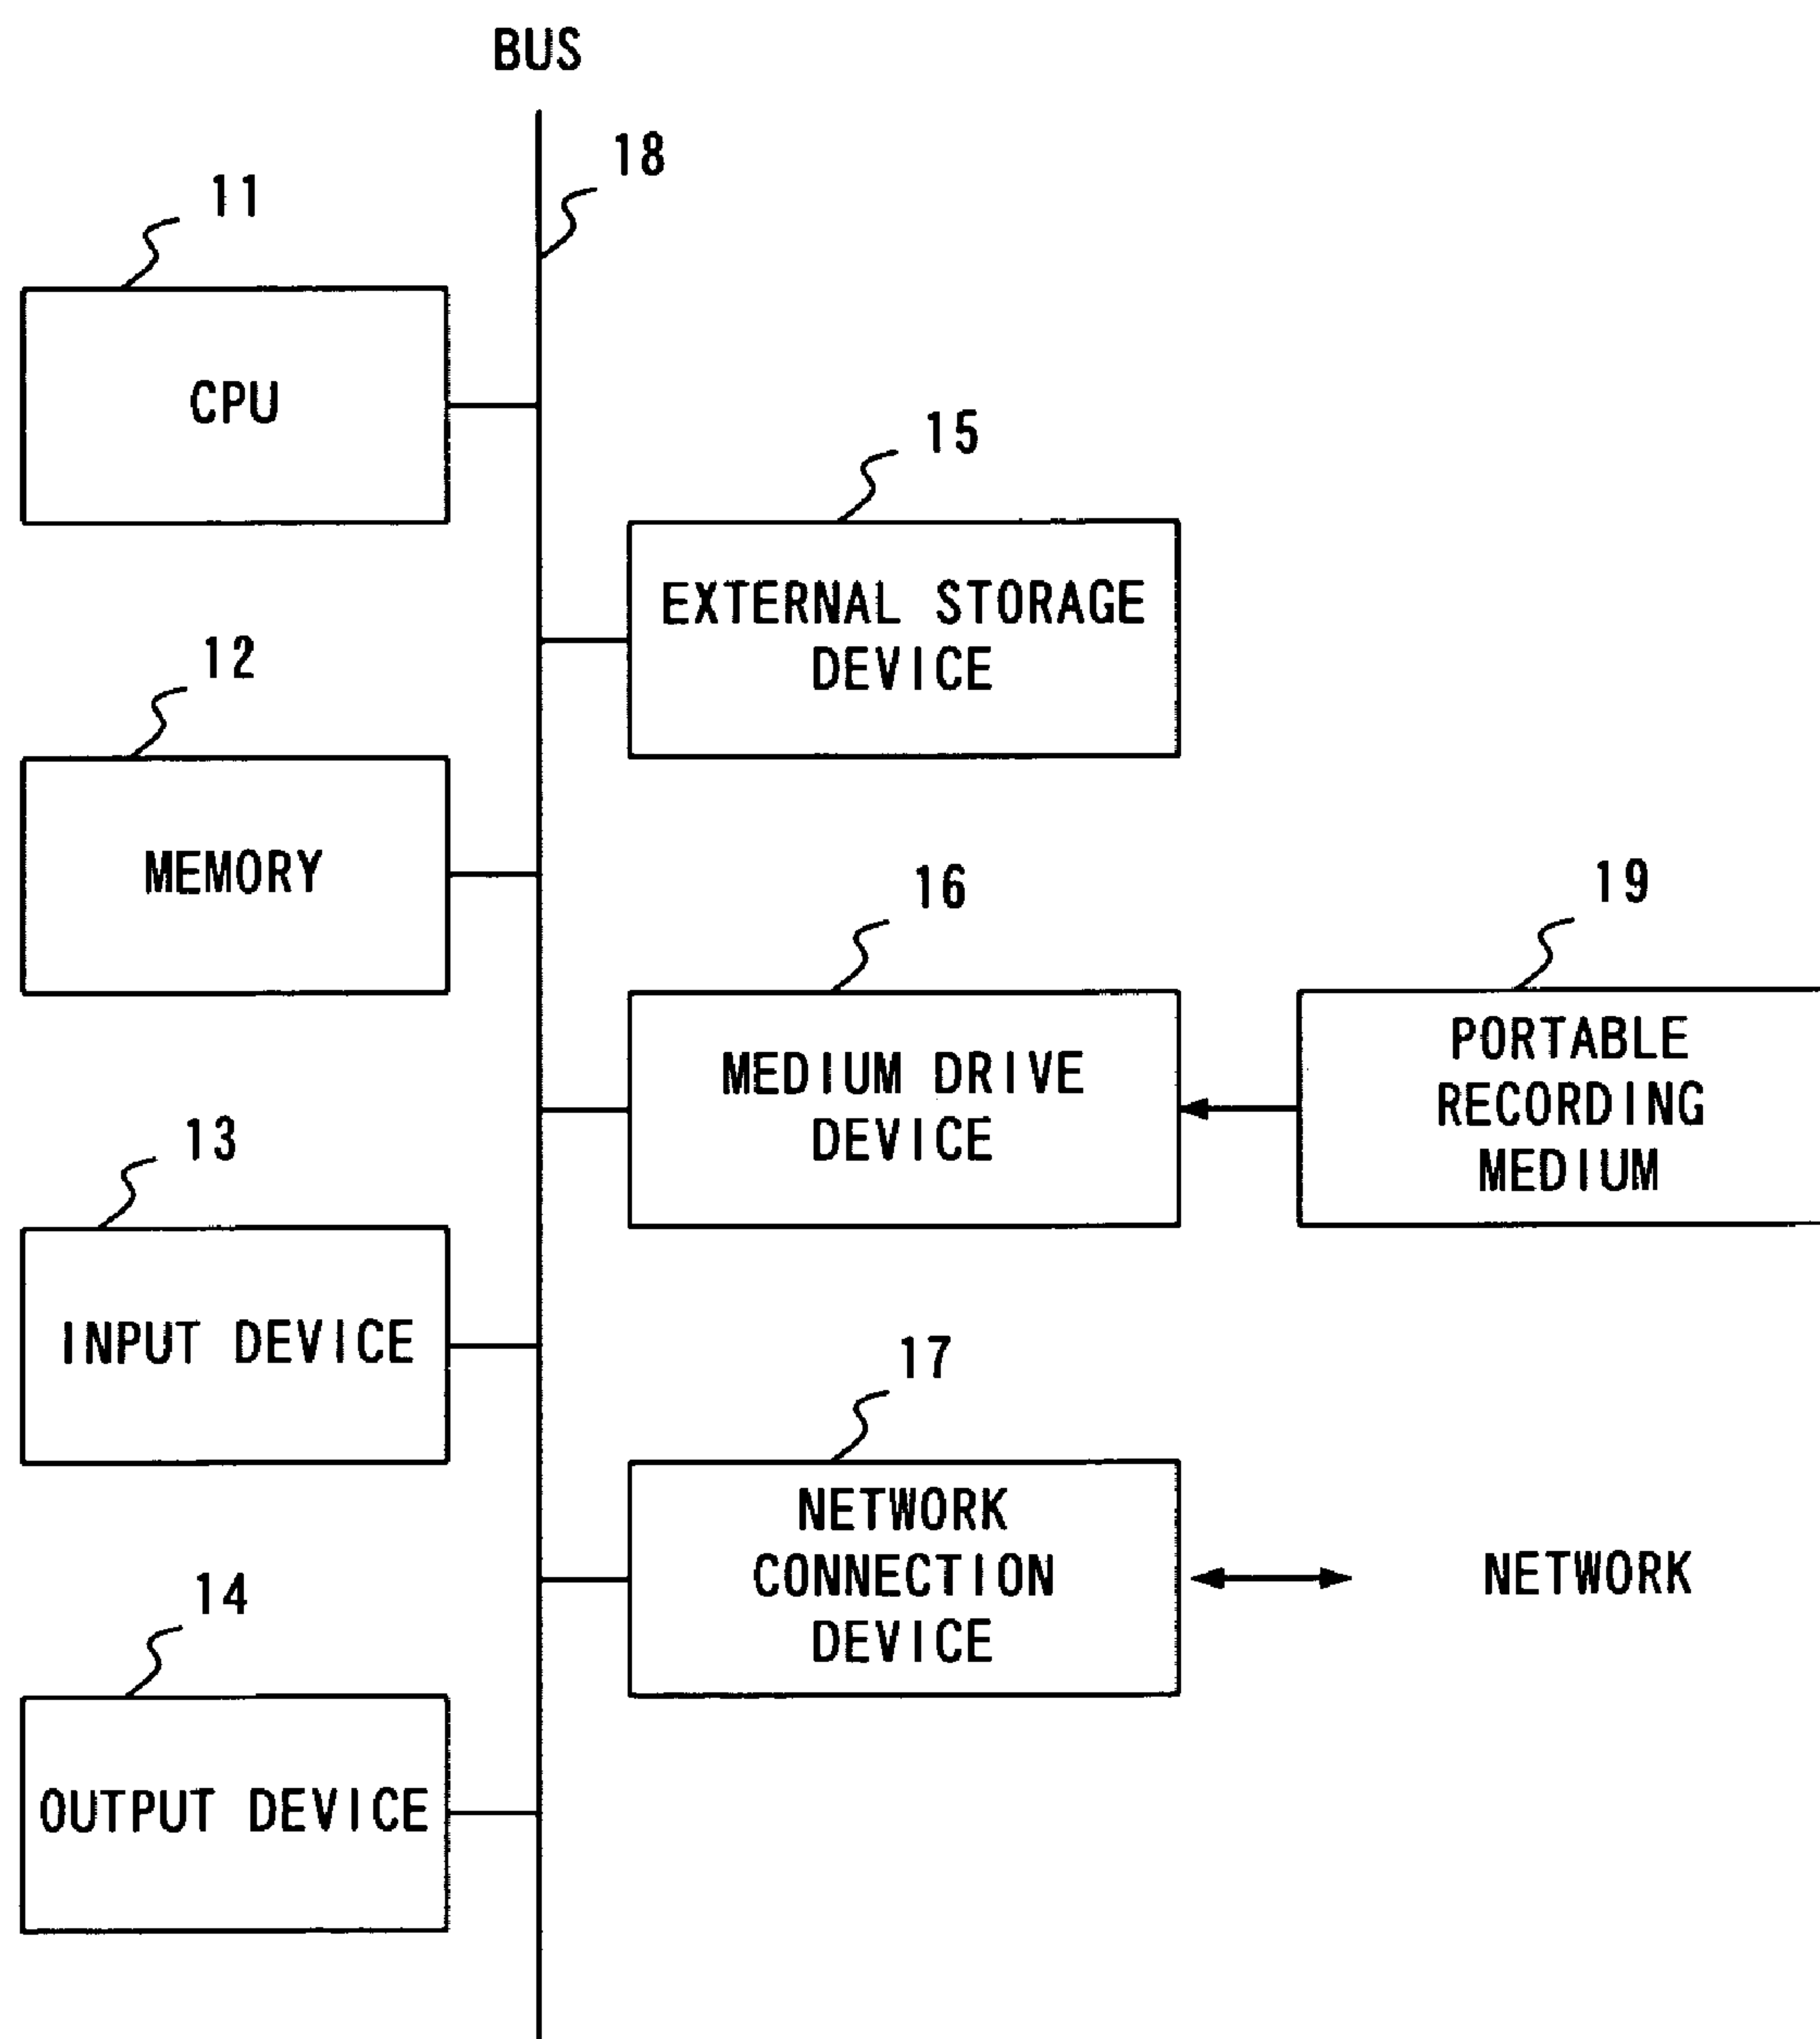 BUS
18
11
CPU
15
EXTERNAL STORAGE
DEVICE
12
MEMORY
16
MEDIUM DRIVE
DEVICE
19
PORTABLE
RECORDING
MEDIUM
13
INPUT DEVICE
17
NETWORK
CONNECTION
DEVICE
NETWORK
14
OUTPUT DEVICE